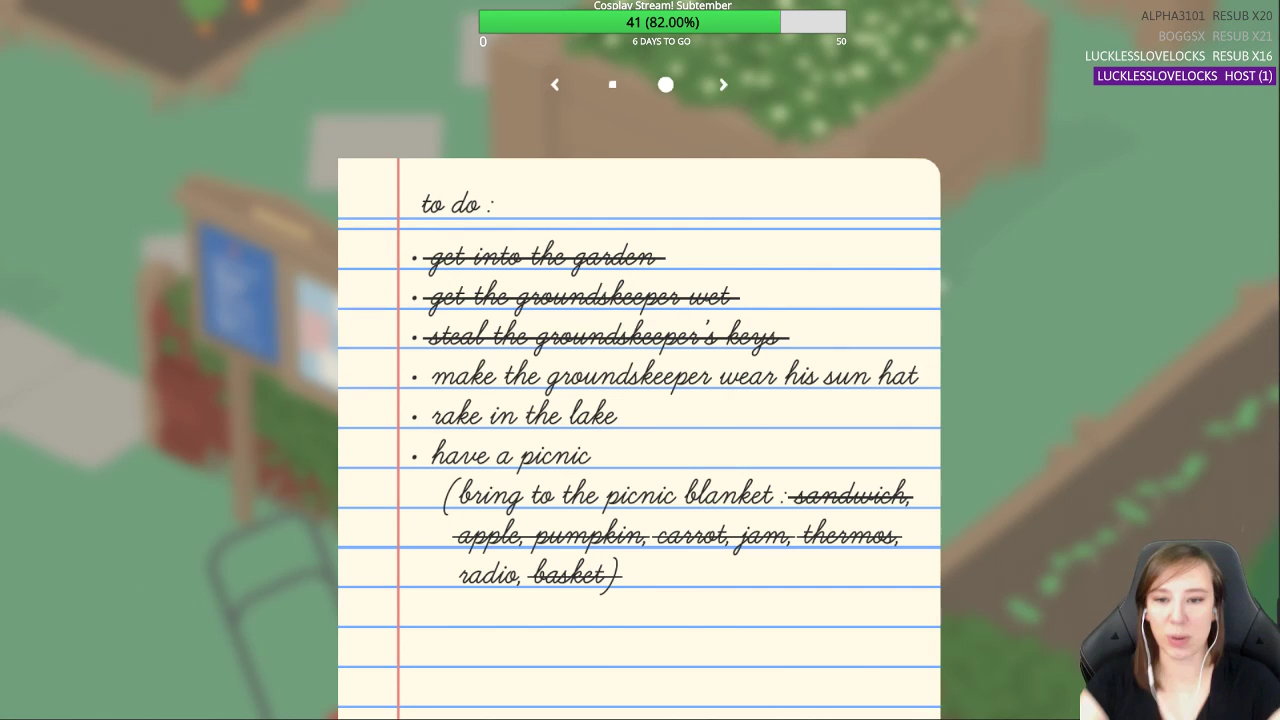 Cosplay Stream! Subtember
41 (82.00%)
0
6 DAYS TO GO
50
ALPHA3101 RESUB X20
BOGGSX RESUB X21
LUCKLESSLOVELOCKS RESUB X16
LUCKLESSLOVELOCKS HOST (1)
to do :
• get into the garden
• get the groundskeeper wet
• steal the groundskeeper's keys
• make the groundskeeper wear his sun hat
• rake in the lake
• have a picnic
(bring to the picnic blanket : sandwich,
apple, pumpkin, carrot, jam, thermos,
radio, basket)